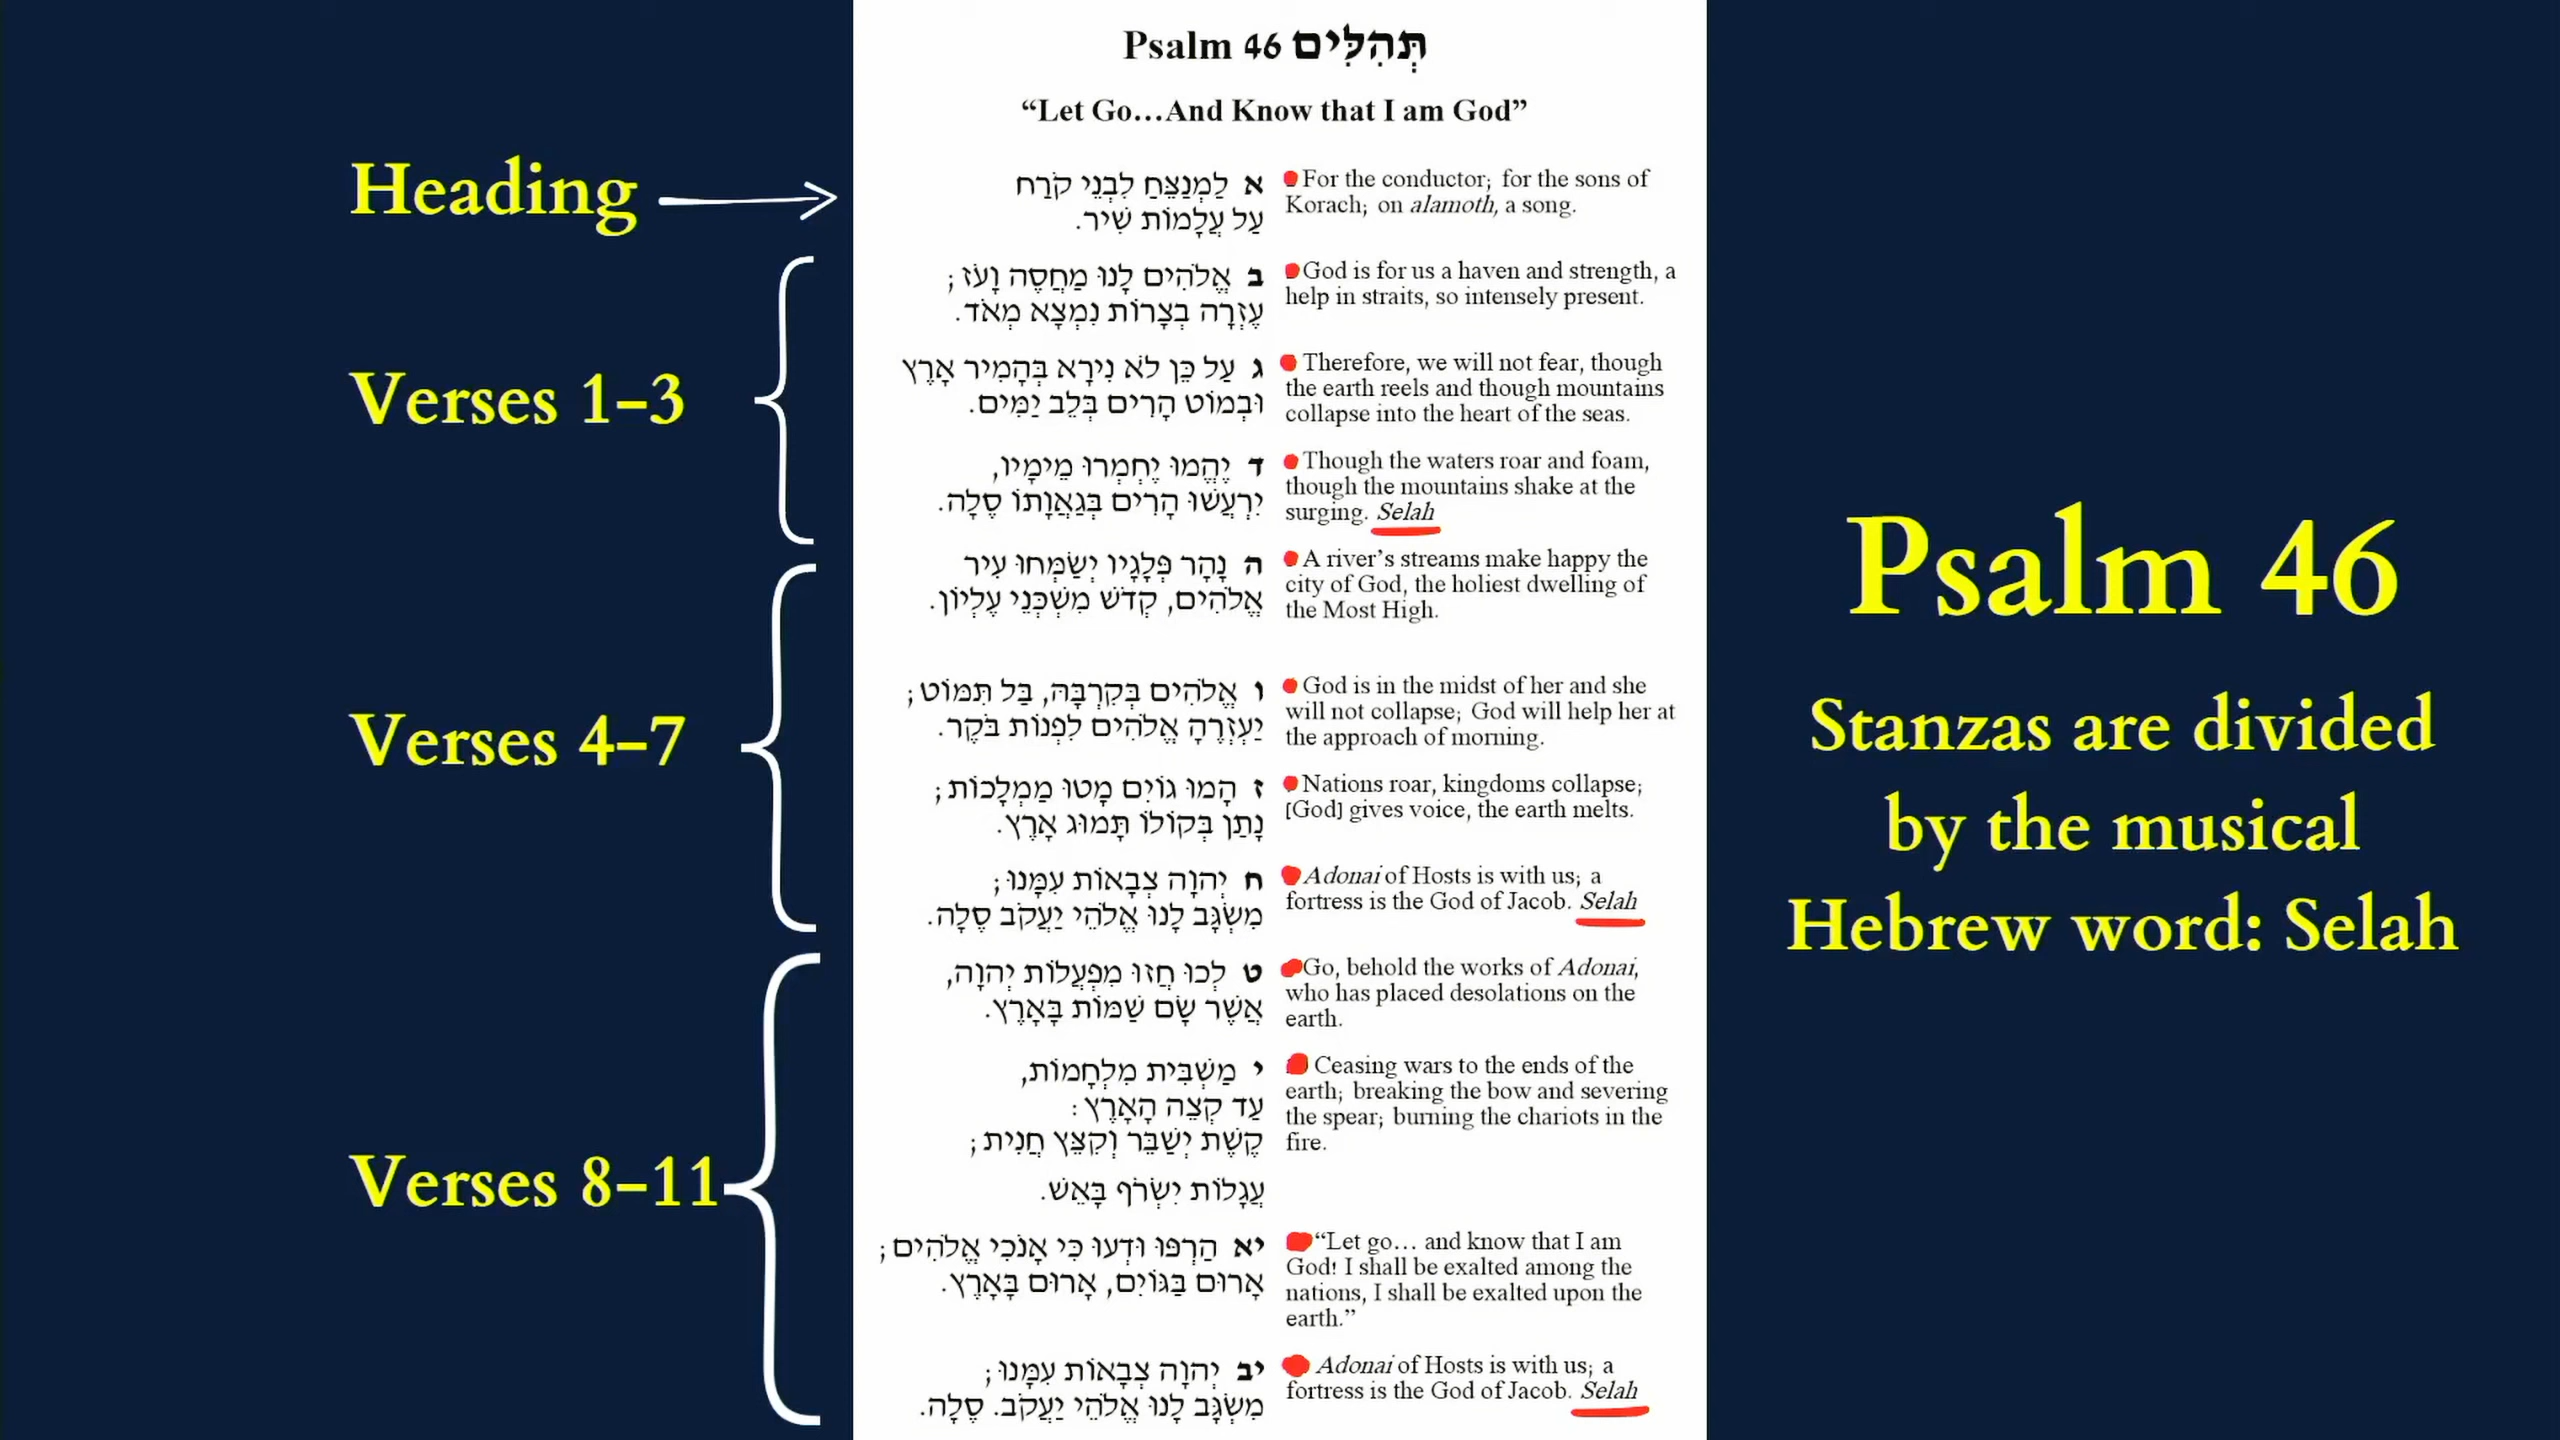 Psalm 46 תְּהִלִּים
“Let Go…And Know that I am God”
Heading
א לַמְנַצֵּחַ לִבְנֵי קֹרַח
עַל עֲלָמוֹת שִׁיר.
For the conductor; for the sons of
Korach; on alamoth, a song.
Verses 1–3
ב אֱלֹהִים לָנוּ מַחֲסֶה וָעֹז;
עֶזְרָה בְצָרוֹת נִמְצָא מְאֹד.
God is for us a haven and strength, a
help in straits, so intensely present.
ג עַל כֵּן לֹא נִירָא בְּהָמִיר אָרֶץ
וּבְמוֹט הָרִים בְּלֵב יַמִּים.
Therefore, we will not fear, though
the earth reels and though mountains
collapse into the heart of the seas.
ד יֶהֱמוּ יֶחְמְרוּ מֵימָיו,
יִרְעֲשׁוּ הָרִים בְּגַאֲוָתוֹ סֶלָה.
Though the waters roar and foam,
though the mountains shake at the
surging. Selah
Verses 4–7
ה נָהָר פְּלָגָיו יְשַׂמְּחוּ עִיר
אֱלֹהִים, קְדֹשׁ מִשְׁכְּנֵי עֶלְיוֹן.
A river’s streams make happy the
city of God, the holiest dwelling of
the Most High.
ו אֱלֹהִים בְּקִרְבָּהּ, בַּל תִּמּוֹט;
יַעְזְרֶהָ אֱלֹהִים לִפְנוֹת בֹּקֶר.
God is in the midst of her and she
will not collapse; God will help her at
the approach of morning.
ז הָמוּ גוֹיִם מָטוּ מַמְלָכוֹת;
נָתַן בְּקוֹלוֹ תָּמוּג אָרֶץ.
Nations roar, kingdoms collapse;
[God] gives voice, the earth melts.
ח יְהוָה צְבָאוֹת עִמָּנוּ;
מִשְׂגָּב לָנוּ אֱלֹהֵי יַעֲקֹב סֶלָה.
Adonai of Hosts is with us; a
fortress is the God of Jacob. Selah
Verses 8–11
ט לְכוּ חֲזוּ מִפְעֲלוֹת יְהוָה,
אֲשֶׁר שָׂם שַׁמּוֹת בָּאָרֶץ.
Go, behold the works of Adonai,
who has placed desolations on the
earth.
י מַשְׁבִּית מִלְחָמוֹת,
עַד קְצֵה הָאָרֶץ:
קֶשֶׁת יְשַׁבֵּר וְקִצֵּץ חֲנִית;
עֲגָלוֹת יִשְׂרֹף בָּאֵשׁ.
Ceasing wars to the ends of the
earth; breaking the bow and severing
the spear; burning the chariots in the
fire.
יא הַרְפּוּ וּדְעוּ כִּי אָנֹכִי אֱלֹהִים;
אָרוּם בַּגּוֹיִם, אָרוּם בָּאָרֶץ.
“Let go… and know that I am
God! I shall be exalted among the
nations, I shall be exalted upon the
earth.”
יב יְהוָה צְבָאוֹת עִמָּנוּ;
מִשְׂגָּב לָנוּ אֱלֹהֵי יַעֲקֹב. סֶלָה.
Adonai of Hosts is with us; a
fortress is the God of Jacob. Selah
Psalm 46
Stanzas are divided
by the musical
Hebrew word: Selah